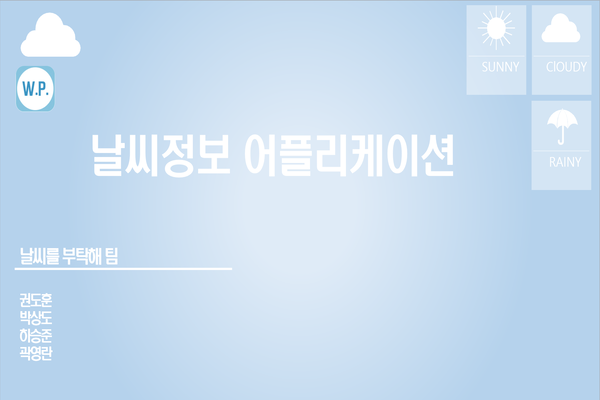 SUNNY
CIOUDY
W.P.
RAINY
날씨정보 어플리케이션
날씨를 부탁해 팀
권도훈
박상도
하승준
곽영란